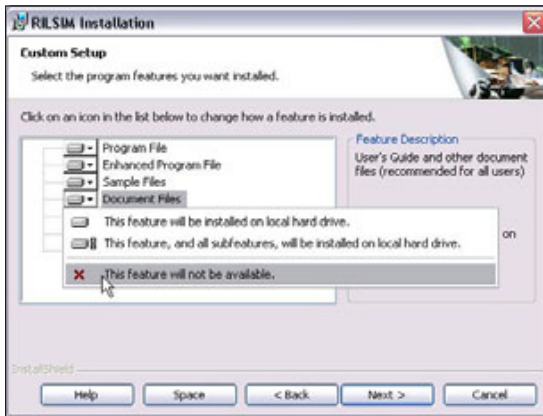 RILSIM Installation
Custom Setup
Select the program features you want installed.
Click on an icon in the list below to change how a feature is installed.
Program File
Enhanced Program File
Sample Files
Document Files
Feature Description
User's Guide and other document
files (recommended for all users)
on
This feature will be installed on local hard drive.
This feature, and all subfeatures, will be installed on local hard drive.
This feature will not be available.
InstallShield
Help
Space
< Back
Next >
Cancel